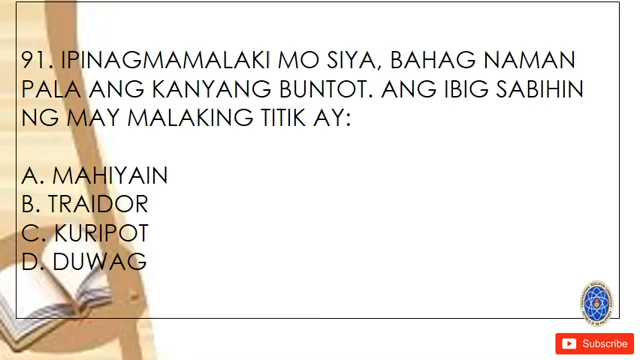 91. IPINAGMAMALAKI MO SIYA, BAHAG NAMAN
PALA ANG KANYANG BUNTOT. ANG IBIG SABIHIN
NG MAY MALAKING TITIK AY:
A. MAHIYAIN
B. TRAIDOR
C. KURIPOT
D. DUWAG
Subscribe